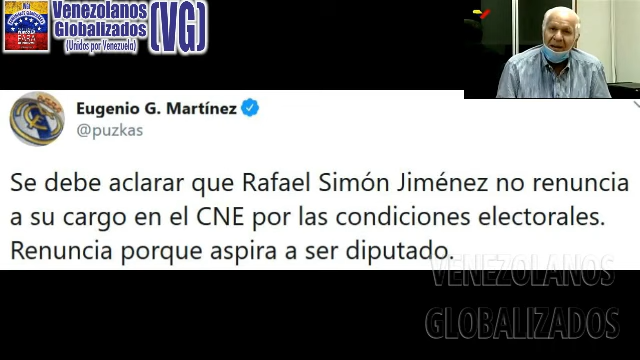 Venezolanos
Globalizados
(Unidos por Venezuela)
(VG)
Eugenio G. Martínez
@puzkas
Se debe aclarar que Rafael Simón Jiménez no renuncia
a su cargo en el CNE por las condiciones electorales.
Renuncia porque aspira a ser diputado.
VENEZOLANOS
GLOBALIZADOS